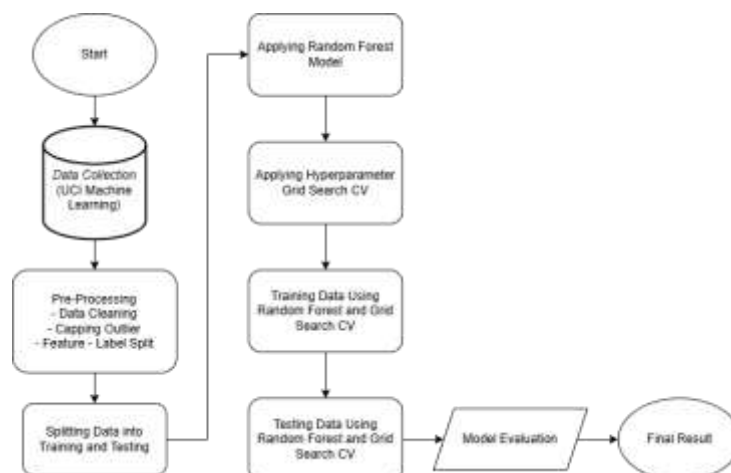 Start
Data Collection
(UCI Machine
Learning)
Pre-Processing
- Data Cleaning
- Capping Outlier
- Feature - Label Split
Splitting Data into
Training and Testing
Applying Random Forest
Model
Applying Hyperparameter
Grid Search CV
Training Data Using
Random Forest and Grid
Search CV
Testing Data Using
Random Forest and Grid
Search CV
Model Evaluation
Final Result